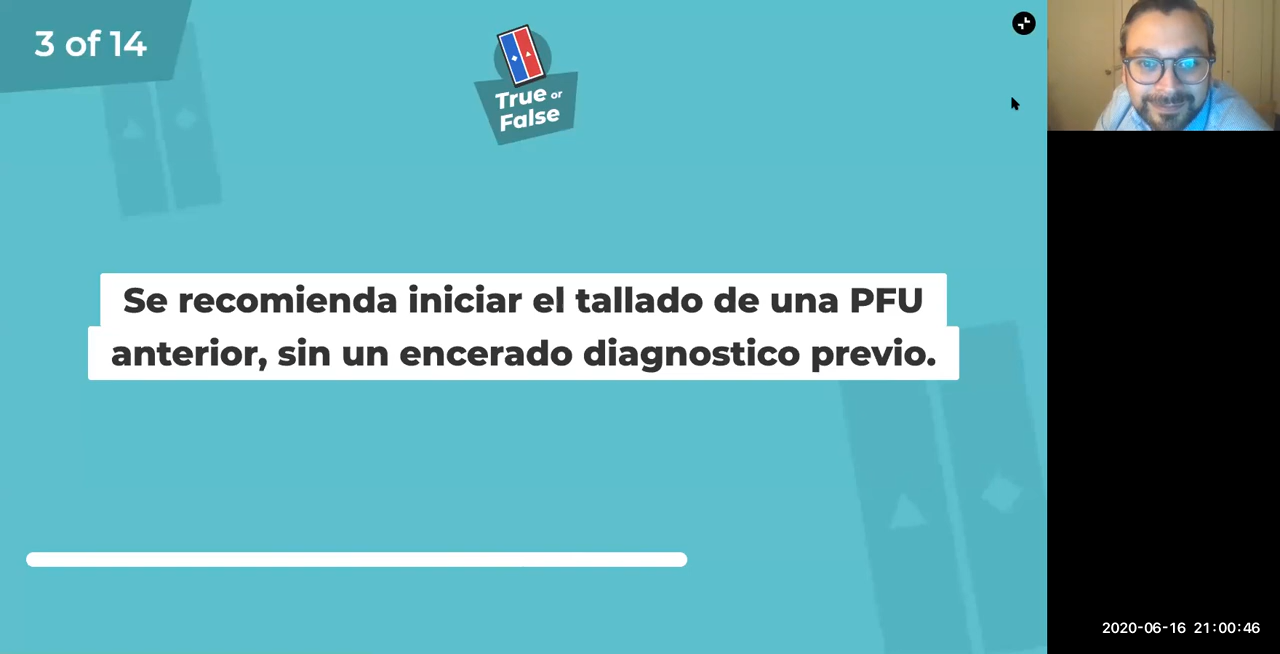 3 of 14
True or
False
Se recomienda iniciar el tallado de una PFU
anterior, sin un encerado diagnostico previo.
2020-06-16 21:00:46